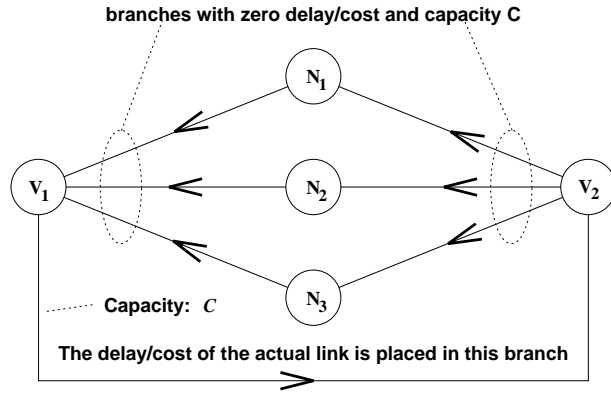 branches with zero delay/cost and capacity C
N1
V1
N2
V2
N3
Capacity: C
The delay/cost of the actual link is placed in this branch